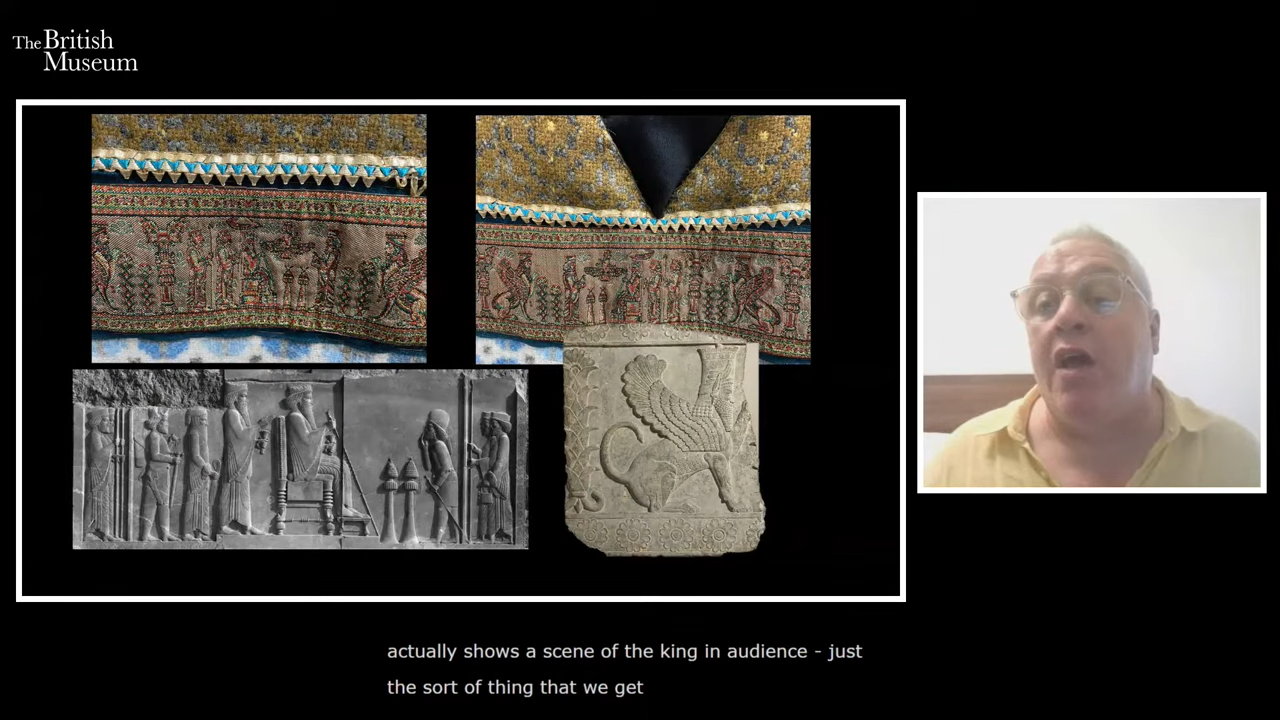 The British
Museum
actually shows a scene of the king in audience - just
the sort of thing that we get